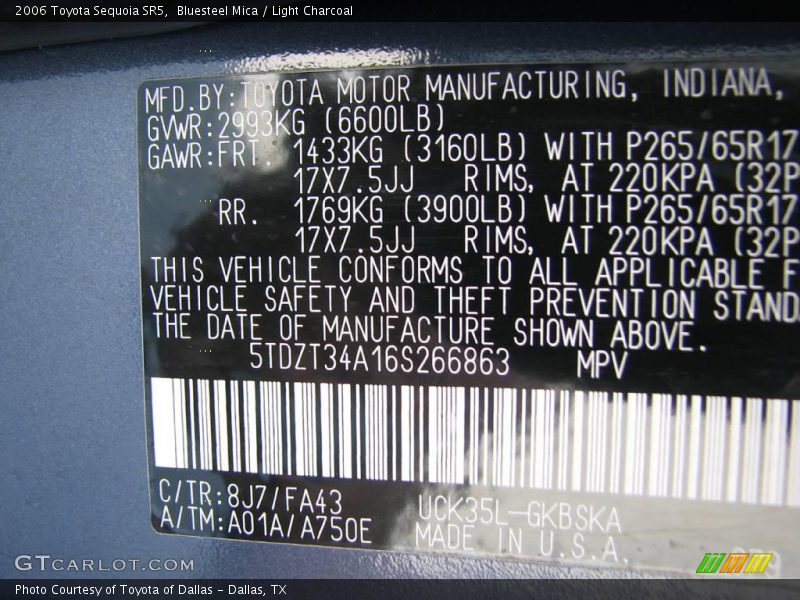 2006 Toyota Sequoia SR5,  Bluesteel Mica / Light Charcoal
MFD.BY:TOYOTA MOTOR MANUFACTURING, INDIANA,
GVWR:2993KG (6600LB)
GAWR:FRT. 1433KG (3160LB) WITH P265/65R17
17X7.5JJ RIMS, AT 220KPA (32P
RR. 1769KG (3900LB) WITH P265/65R17
17X7.5JJ RIMS, AT 220KPA (32P
THIS VEHICLE CONFORMS TO ALL APPLICABLE F
VEHICLE SAFETY AND THEFT PREVENTION STAND
THE DATE OF MANUFACTURE SHOWN ABOVE.
5TDZT34A16S266863 MPV
C/TR:8J7/FA43 UCK35L-GKBSKA
A/TM:A01A/A750E MADE IN U.S.A.
GTCARLOT.COM
Photo Courtesy of Toyota of Dallas - Dallas, TX